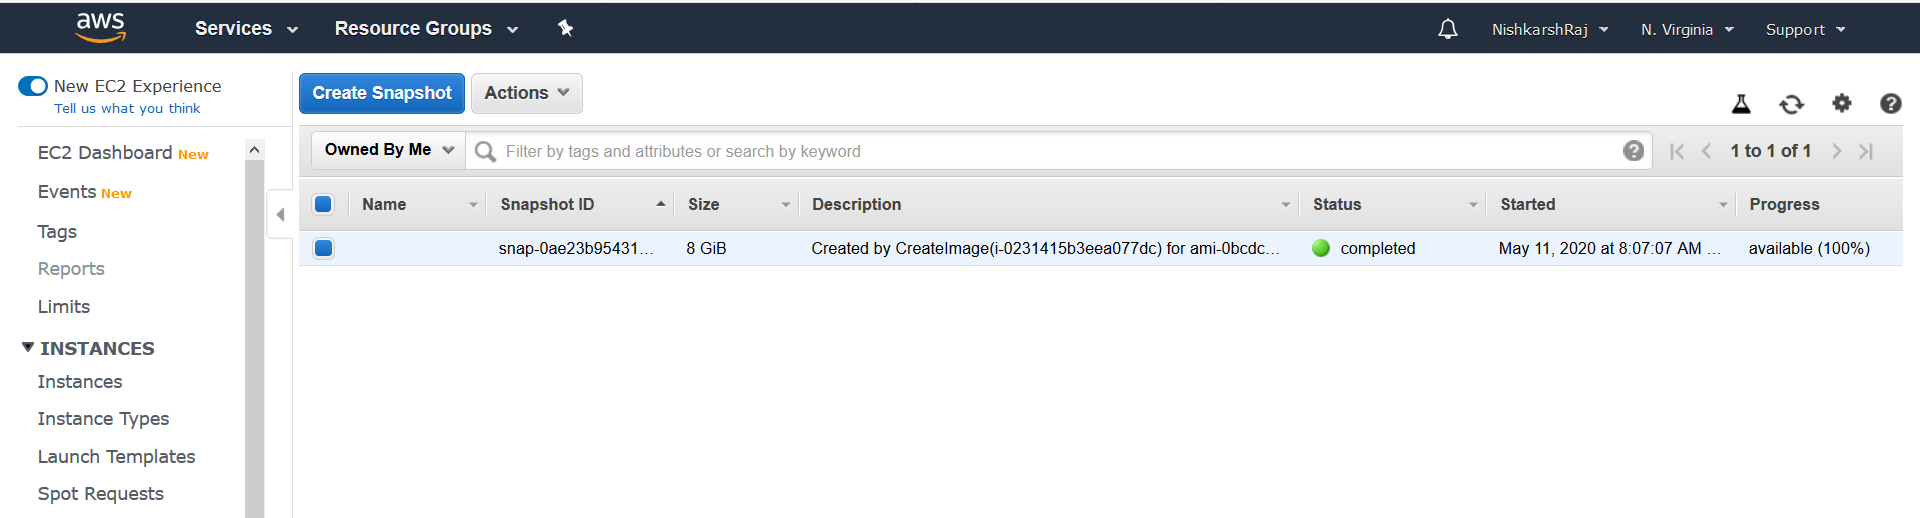 aws Services Resource Groups NishkarshRaj N. Virginia Support
New EC2 Experience
Tell us what you think
Create Snapshot Actions
EC2 Dashboard New
Events New
Tags
Reports
Limits
INSTANCES
Instances
Instance Types
Launch Templates
Spot Requests
Owned By Me Filter by tags and attributes or search by keyword ? 1 to 1 of 1
Name Snapshot ID Size Description Status Started Progress
snap-0ae23b95431... 8 GiB Created by CreateImage(i-0231415b3eea077dc) for ami-0bcdc... completed May 11, 2020 at 8:07:07 AM ... available (100%)